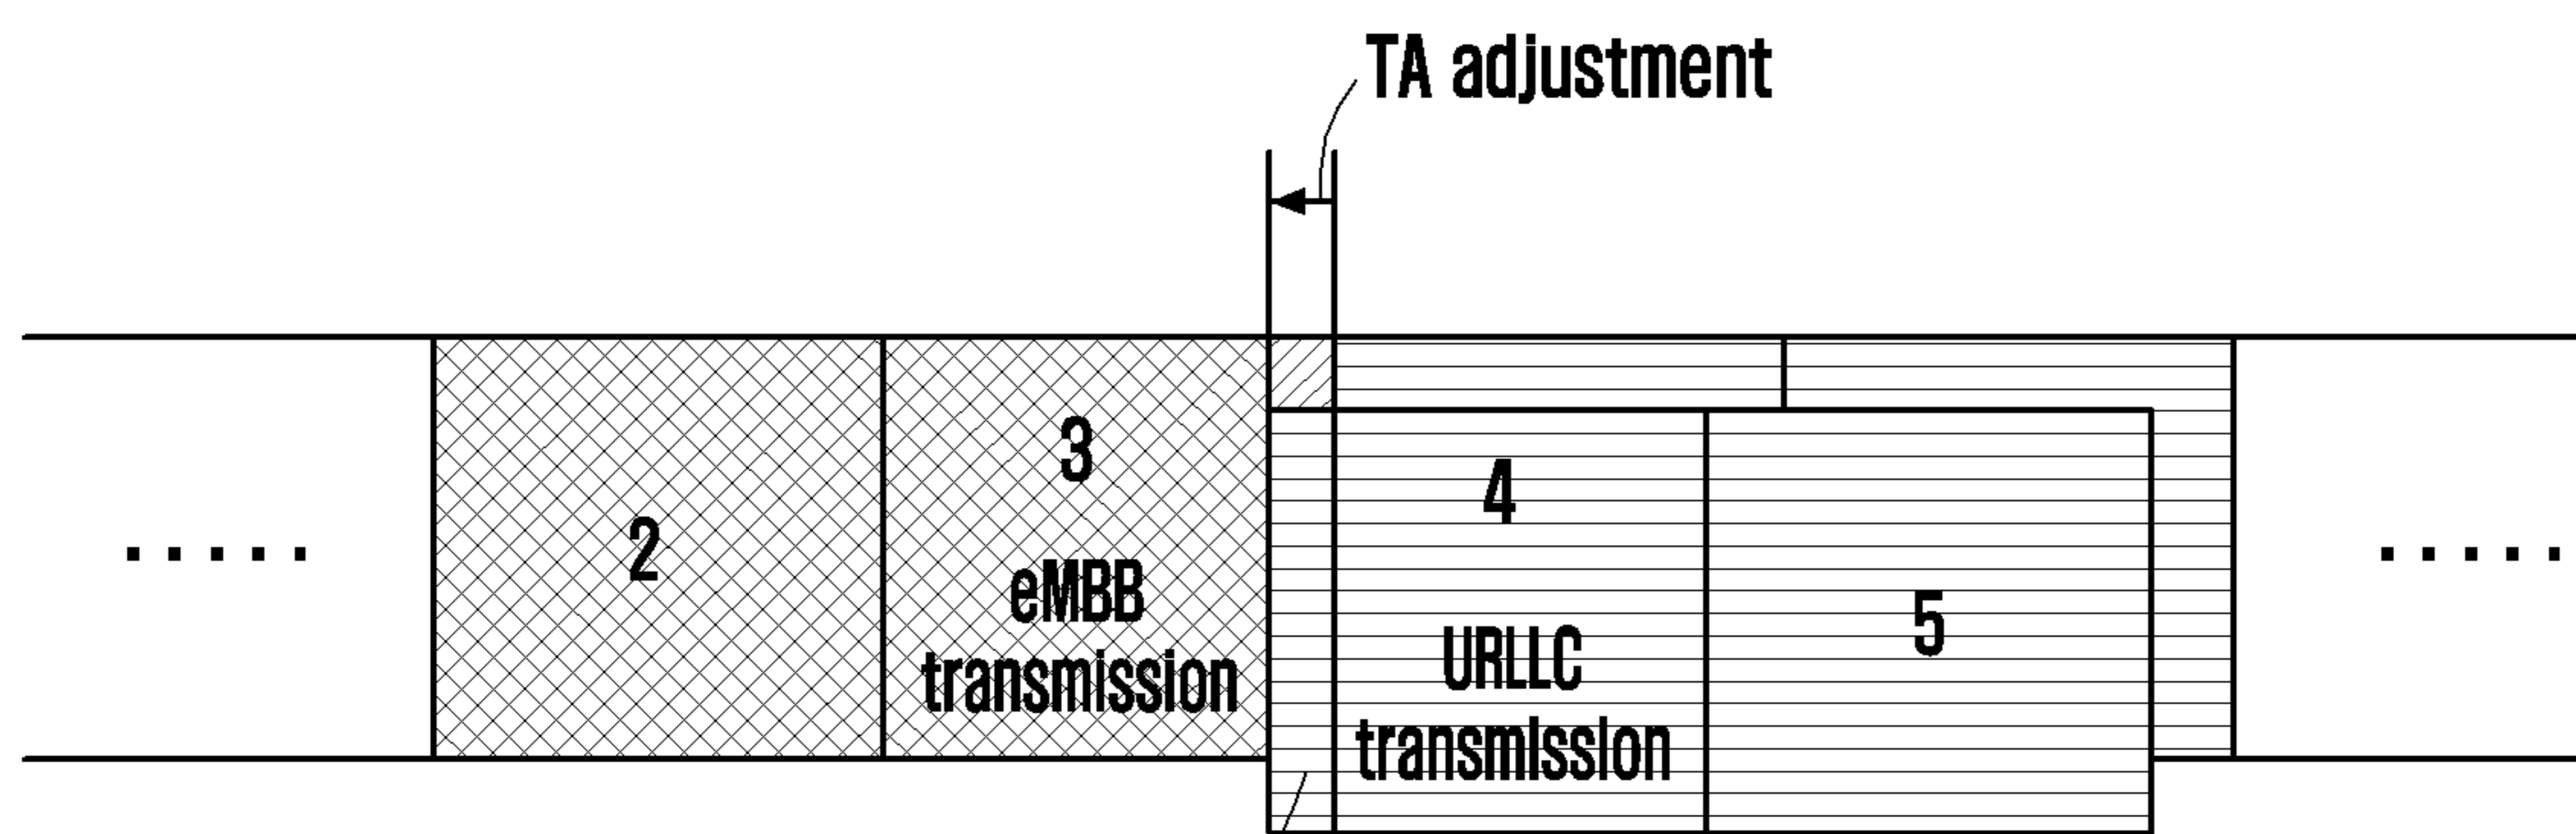 TA adjustment
.....
2
3
eMBB
transmission
4
URLLC
transmission
5
.....